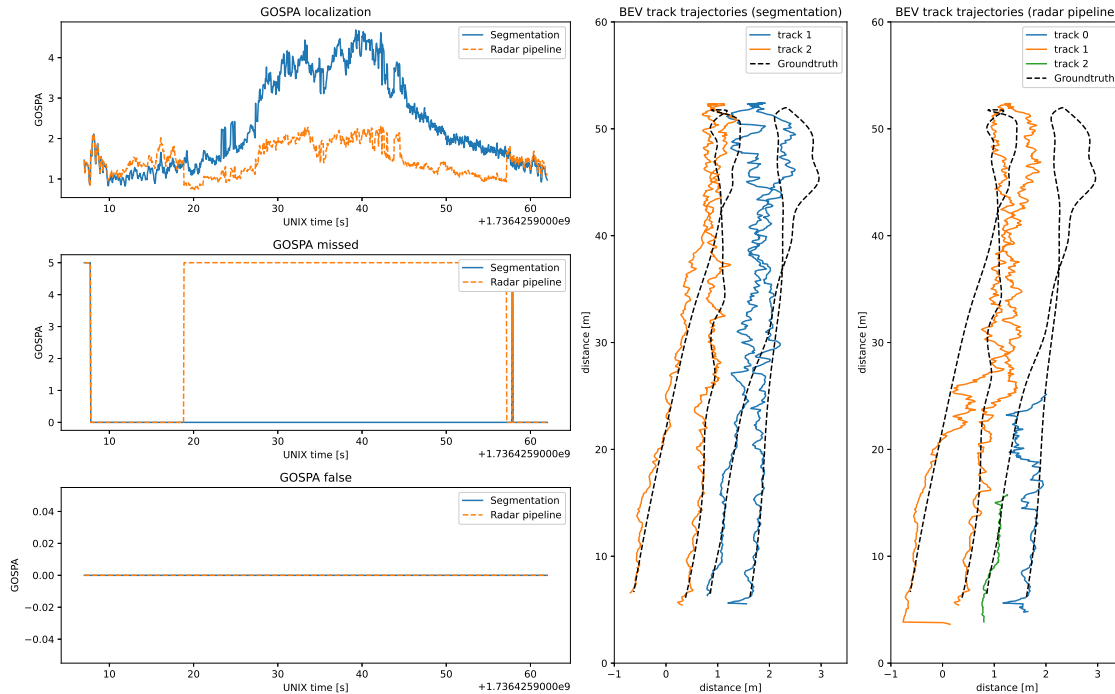 GOSPA localization
4
3
2
1
GOSPA
Segmentation
Radar pipeline
10
20
30
40
50
60
UNIX time [s]
+1.7364259000e9
GOSPA missed
5
4
3
2
1
0
GOSPA
Segmentation
Radar pipeline
10
20
30
40
50
60
UNIX time [s]
+1.7364259000e9
GOSPA false
0.04
0.02
0.00
−0.02
−0.04
GOSPA
Segmentation
Radar pipeline
10
20
30
40
50
60
UNIX time [s]
+1.7364259000e9
BEV track trajectories (segmentation)
track 1
track 2
Groundtruth
60
50
40
30
20
10
0
distance [m]
−1
0
1
2
3
distance [m]
BEV track trajectories (radar pipeline
track 0
track 1
track 2
Groundtruth
60
50
40
30
20
10
0
distance [m]
−1
0
1
2
3
distance [m]